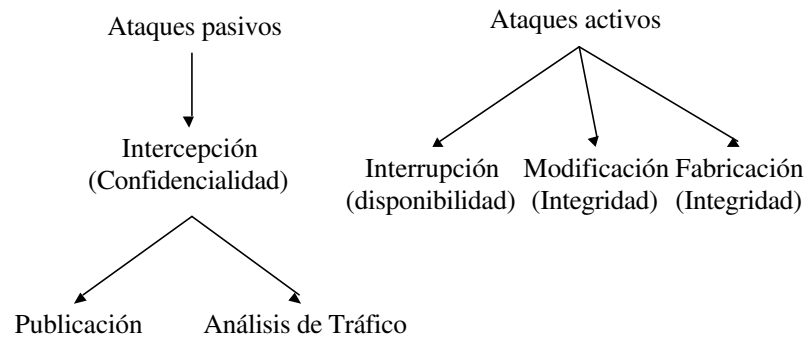 Ataques pasivos
Intercepción
(Confidencialidad)
Publicación
Análisis de Tráfico
Ataques activos
Interrupción
(disponibilidad)
Modificación
(Integridad)
Fabricación
(Integridad)